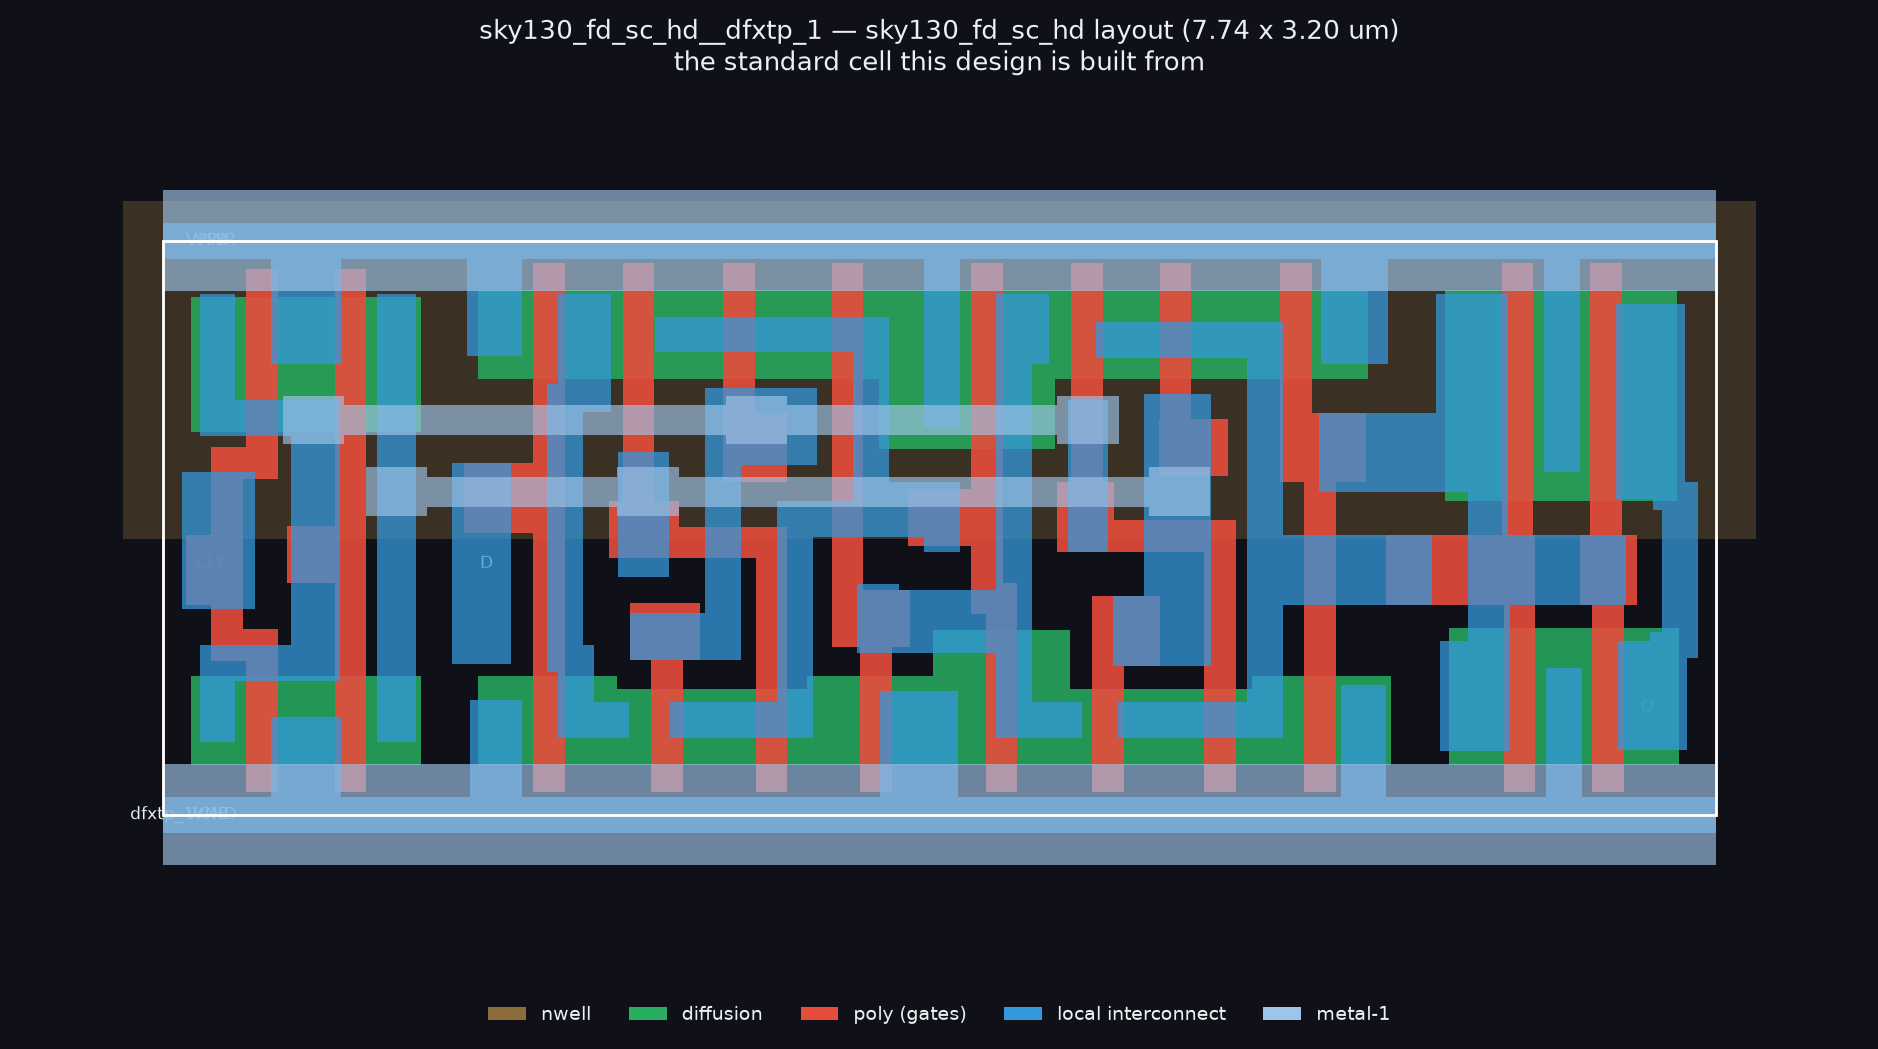 sky130_fd_sc_hd__dfxtp_1 — sky130_fd_sc_hd layout (7.74 x 3.20 um)
the standard cell this design is built from
CLK
D
Q
nwell
diffusion
poly (gates)
local interconnect
metal-1